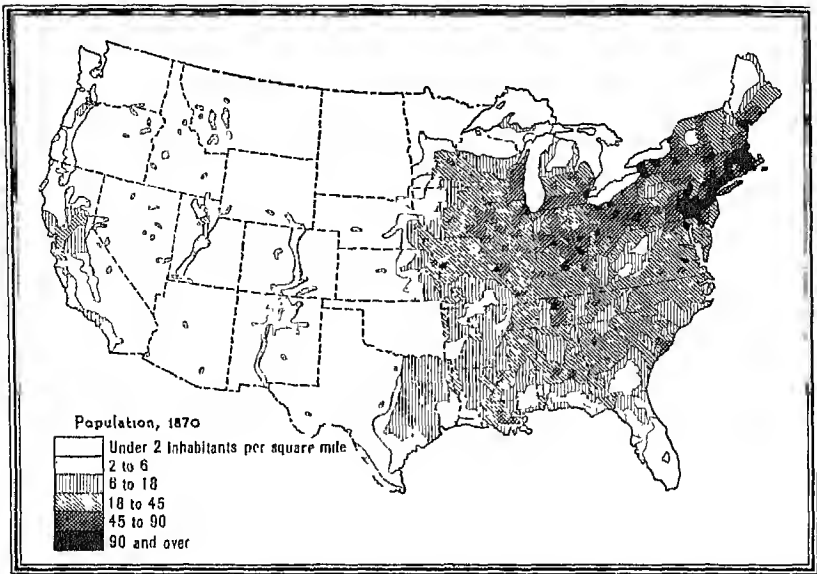 Population, 1870
Under 2 Inhabitants per square mile
2 to 6
6 to 18
18 to 45
45 to 90
90 and over